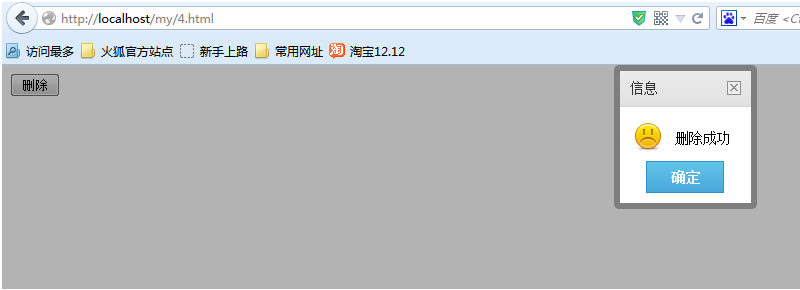 http://localhost/my/4.html
百度 <Ct
访问最多 火狐官方站点 新手上路 常用网址 淘 淘宝12.12
删除
信息
删除成功
确定